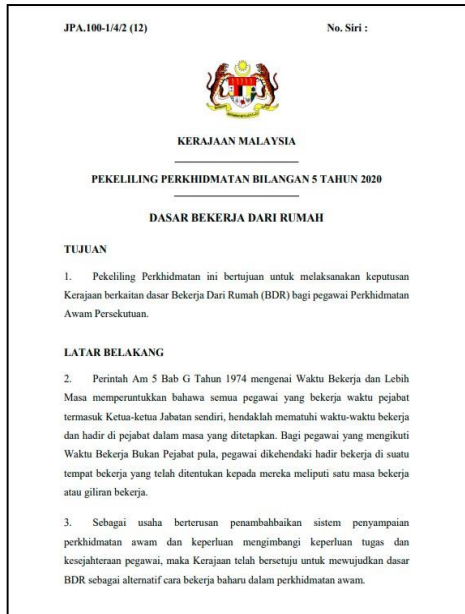 JPA.100-1/4/2 (12) No. Siri :
KERAJAAN MALAYSIA
PEKELILING PERKHIDMATAN BILANGAN 5 TAHUN 2020
DASAR BEKERJA DARI RUMAH
TUJUAN
1. Pekeliling Perkhidmatan ini bertujuan untuk melaksanakan keputusan
Kerajaan berkaitan dasar Bekerja Dari Rumah (BDR) bagi pegawai Perkhidmatan
Awam Persekutuan.
LATAR BELAKANG
2. Perintah Am 5 Bab G Tahun 1974 mengenai Waktu Bekerja dan Lebih
Masa memperuntukkan bahawa semua pegawai yang bekerja waktu pejabat
termasuk Ketua-ketua Jabatan sendiri, hendaklah mematuhi waktu-waktu bekerja
dan hadir di pejabat dalam masa yang ditetapkan. Bagi pegawai yang mengikuti
Waktu Bekerja Bukan Pejabat pula, pegawai dikehendaki hadir bekerja di suatu
tempat bekerja yang telah ditentukan kepada mereka meliputi satu masa bekerja
atau giliran bekerja.
3. Sebagai usaha berterusan penambahbaikan sistem penyampaian
perkhidmatan awam dan keperluan mengimbangi keperluan tugas dan
kesejahteraan pegawai, maka Kerajaan telah bersetuju untuk mewujudkan dasar
BDR sebagai alternatif cara bekerja baharu dalam perkhidmatan awam.